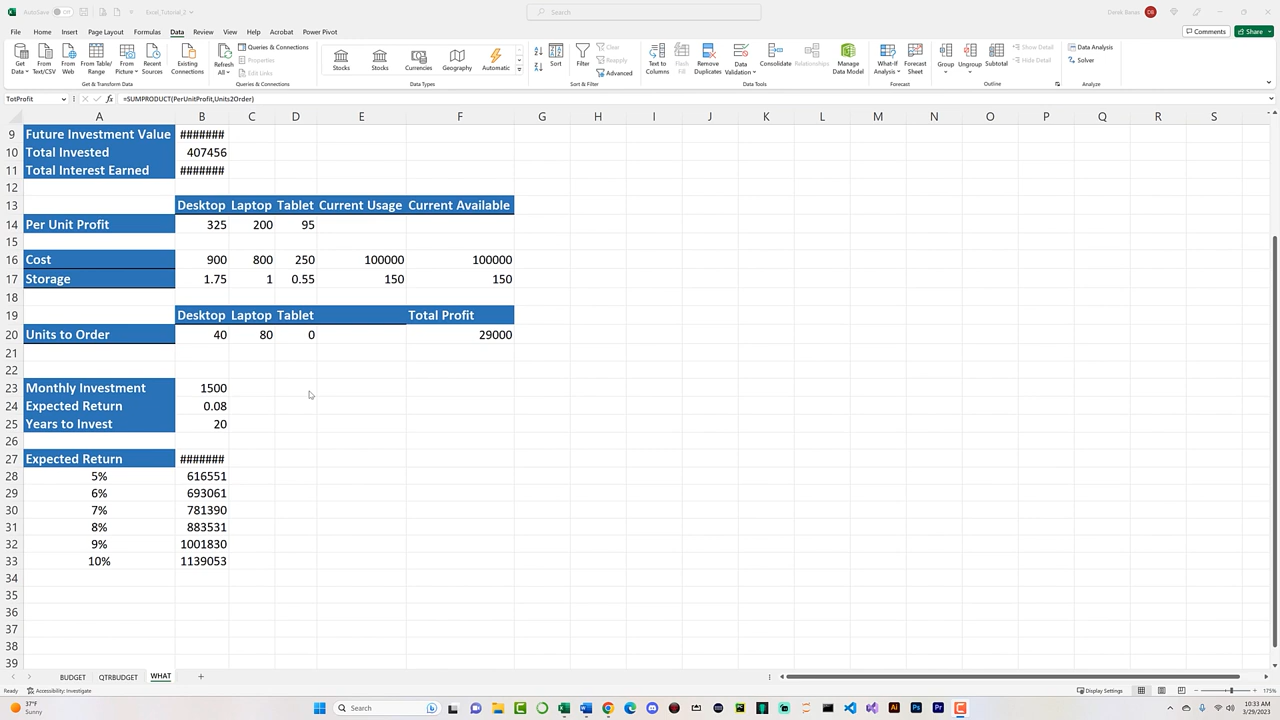 AutoSave Off Excel_Tutorial_2 Search Derek Banas DB
File Home Insert Page Layout Formulas Data Review View Help Acrobat Power Pivot Comments Share
Get Data From Text/CSV From Web From Table/Range From Picture Recent Sources Existing Connections
Get & Transform Data
Refresh All Queries & Connections Properties Edit Links
Queries & Connections
Stocks Stocks Currencies Geography Automatic
Data Types
Sort Filter Clear Reapply Advanced
Sort & Filter
Text to Columns Flash Fill Remove Duplicates Data Validation Consolidate Relationships Manage Data Model
Data Tools
What-If Analysis Forecast Sheet
Forecast
Group Ungroup Subtotal Show Detail Hide Detail
Outline
Data Analysis Solver
Analyze
TotProfit fx =SUMPRODUCT(PerUnitProfit,Units2Order)
A B C D E F G H I J K L M N O P Q R S
9 Future Investment Value #######
10 Total Invested 407456
11 Total Interest Earned #######
12
13 Desktop Laptop Tablet Current Usage Current Available
14 Per Unit Profit 325 200 95
15
16 Cost 900 800 250 100000 100000
17 Storage 1.75 1 0.55 150 150
18
19 Desktop Laptop Tablet Total Profit
20 Units to Order 40 80 0 29000
21
22
23 Monthly Investment 1500
24 Expected Return 0.08
25 Years to Invest 20
26
27 Expected Return #######
28 5% 616551
29 6% 693061
30 7% 781390
31 8% 883531
32 9% 1001830
33 10% 1139053
34
35
36
37
38
39
BUDGET QTRBUDGET WHAT
Ready Accessibility: Investigate Display Settings 175%
37°F
Sunny
Search
Ai Ps Pr
10:33 AM
3/29/2023